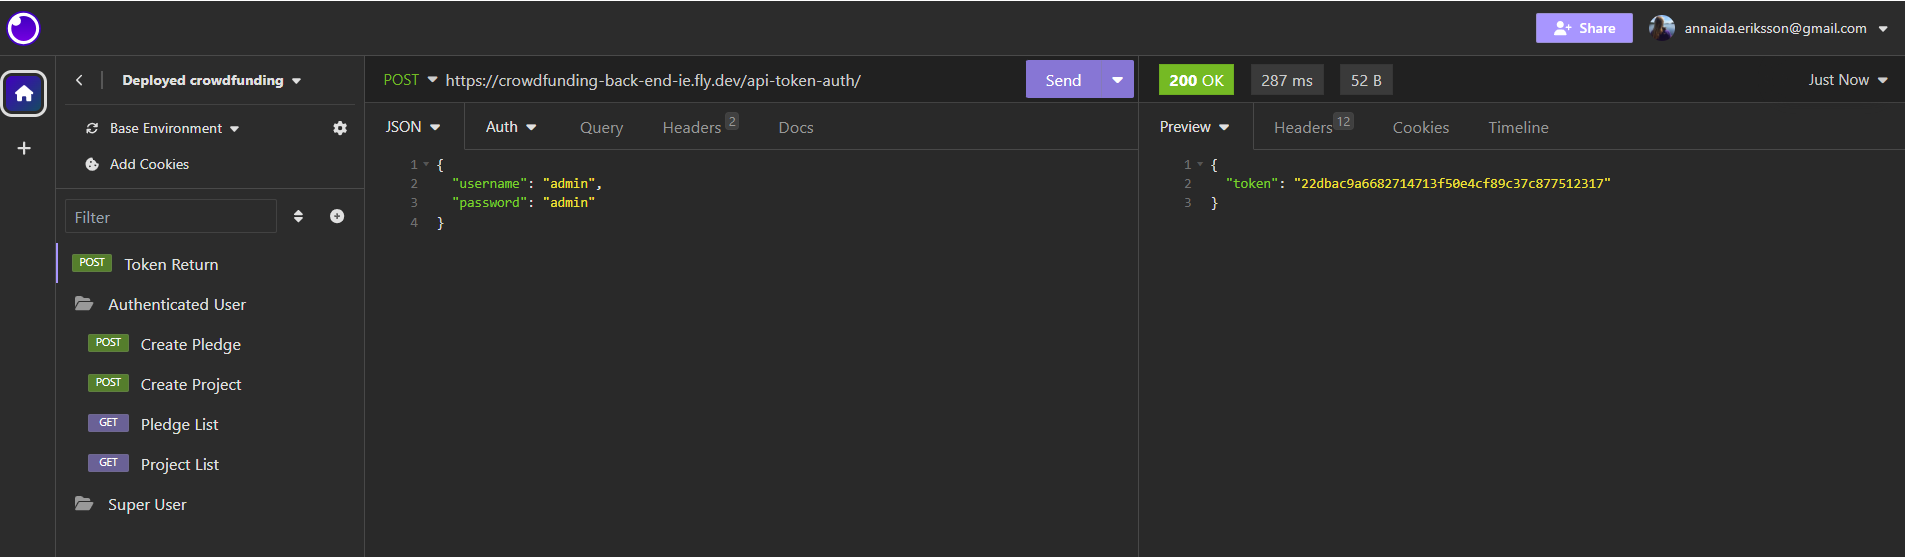 Share
annaida.eriksson@gmail.com
Deployed crowdfunding
POST https://crowdfunding-back-end-ie.fly.dev/api-token-auth/
Send
200 OK
287 ms
52 B
Just Now
Base Environment
Add Cookies
Filter
POST Token Return
Authenticated User
POST Create Pledge
POST Create Project
GET Pledge List
GET Project List
Super User
JSON
Auth
Query
Headers 2
Docs
1 {
2 "username": "admin",
3 "password": "admin"
4 }
Preview
Headers 12
Cookies
Timeline
1 {
2 "token": "22dbac9a6682714713f50e4cf89c37c877512317"
3 }